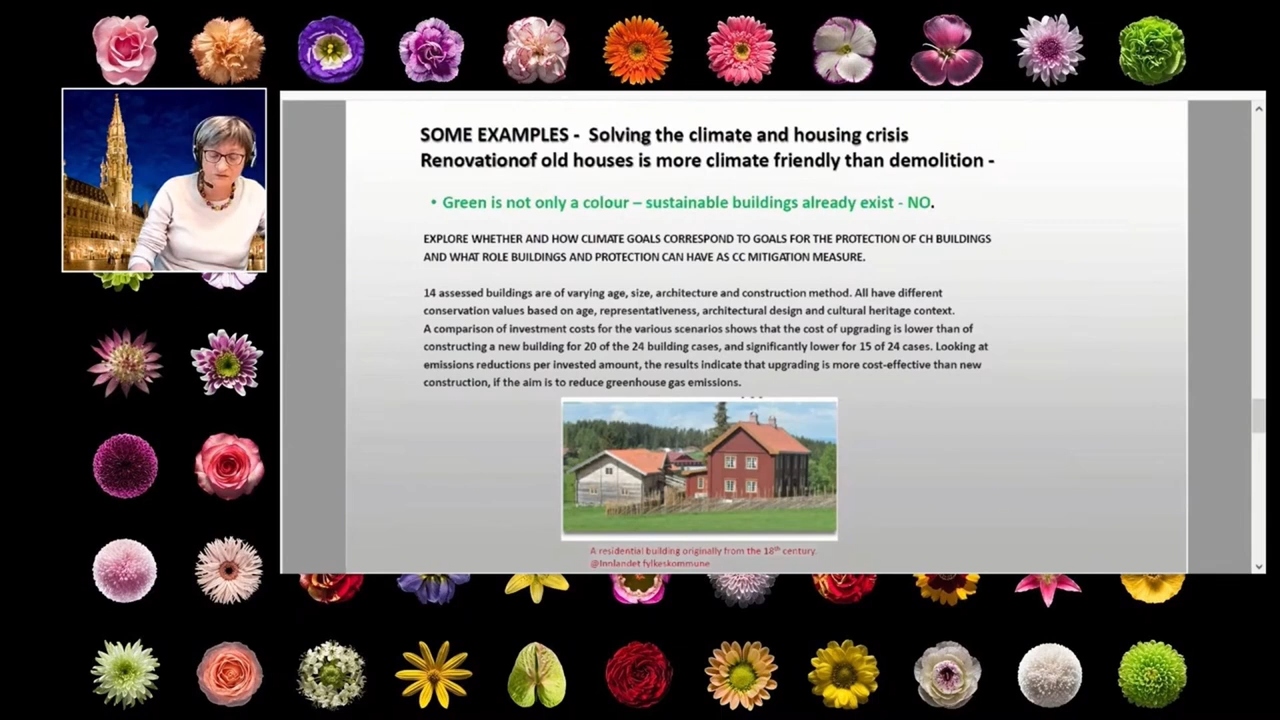 SOME EXAMPLES - Solving the climate and housing crisis
Renovationof old houses is more climate friendly than demolition -
• Green is not only a colour – sustainable buildings already exist - NO.
EXPLORE WHETHER AND HOW CLIMATE GOALS CORRESPOND TO GOALS FOR THE PROTECTION OF CH BUILDINGS
AND WHAT ROLE BUILDINGS AND PROTECTION CAN HAVE AS CC MITIGATION MEASURE.
14 assessed buildings are of varying age, size, architecture and construction method. All have different
conservation values based on age, representativeness, architectural design and cultural heritage context.
A comparison of investment costs for the various scenarios shows that the cost of upgrading is lower than of
constructing a new building for 20 of the 24 building cases, and significantly lower for 15 of 24 cases. Looking at
emissions reductions per invested amount, the results indicate that upgrading is more cost-effective than new
construction, if the aim is to reduce greenhouse gas emissions.
A residential building originally from the 18th century.
@Innlandet fylkeskommune